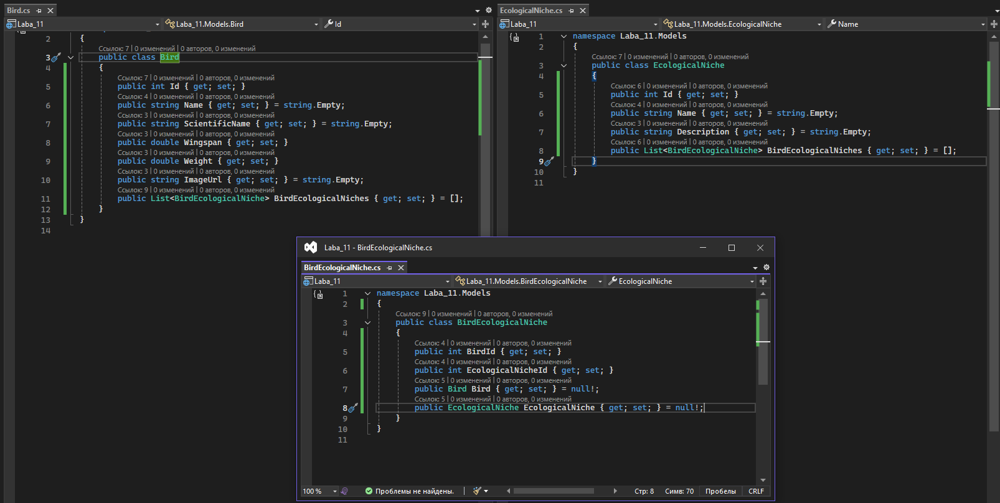 Bird.cs
Laba_11
Laba_11.Models.Bird
Id
2 {
Ссылок: 7 | 0 изменений | 0 авторов, 0 изменений
3 public class Bird
4 {
Ссылок: 7 | 0 изменений | 0 авторов, 0 изменений
5 public int Id { get; set; }
Ссылок: 4 | 0 изменений | 0 авторов, 0 изменений
6 public string Name { get; set; } = string.Empty;
Ссылок: 3 | 0 изменений | 0 авторов, 0 изменений
7 public string ScientificName { get; set; } = string.Empty;
Ссылок: 3 | 0 изменений | 0 авторов, 0 изменений
8 public double Wingspan { get; set; }
Ссылок: 3 | 0 изменений | 0 авторов, 0 изменений
9 public double Weight { get; set; }
Ссылок: 3 | 0 изменений | 0 авторов, 0 изменений
10 public string ImageUrl { get; set; } = string.Empty;
Ссылок: 9 | 0 изменений | 0 авторов, 0 изменений
11 public List<BirdEcologicalNiche> BirdEcologicalNiches { get; set; } = [];
12 }
13 }
14
EcologicalNiche.cs
Laba_11
Laba_11.Models.EcologicalNiche
Name
1 namespace Laba_11.Models
2 {
Ссылок: 7 | 0 изменений | 0 авторов, 0 изменений
3 public class EcologicalNiche
4 {
Ссылок: 6 | 0 изменений | 0 авторов, 0 изменений
5 public int Id { get; set; }
Ссылок: 4 | 0 изменений | 0 авторов, 0 изменений
6 public string Name { get; set; } = string.Empty;
Ссылок: 3 | 0 изменений | 0 авторов, 0 изменений
7 public string Description { get; set; } = string.Empty;
Ссылок: 6 | 0 изменений | 0 авторов, 0 изменений
8 public List<BirdEcologicalNiche> BirdEcologicalNiches { get; set; } = [];
9 }
10 }
11
Laba_11 - BirdEcologicalNiche.cs
BirdEcologicalNiche.cs
Laba_11
Laba_11.Models.BirdEcologicalNiche
EcologicalNiche
1 namespace Laba_11.Models
2 {
Ссылок: 9 | 0 изменений | 0 авторов, 0 изменений
3 public class BirdEcologicalNiche
4 {
Ссылок: 4 | 0 изменений | 0 авторов, 0 изменений
5 public int BirdId { get; set; }
Ссылок: 4 | 0 изменений | 0 авторов, 0 изменений
6 public int EcologicalNicheId { get; set; }
Ссылок: 5 | 0 изменений | 0 авторов, 0 изменений
7 public Bird Bird { get; set; } = null!;
Ссылок: 5 | 0 изменений | 0 авторов, 0 изменений
8 public EcologicalNiche EcologicalNiche { get; set; } = null!;
9 }
10 }
11
100 %
Проблемы не найдены.
Стр: 8
Симв: 70
Пробелы
CRLF